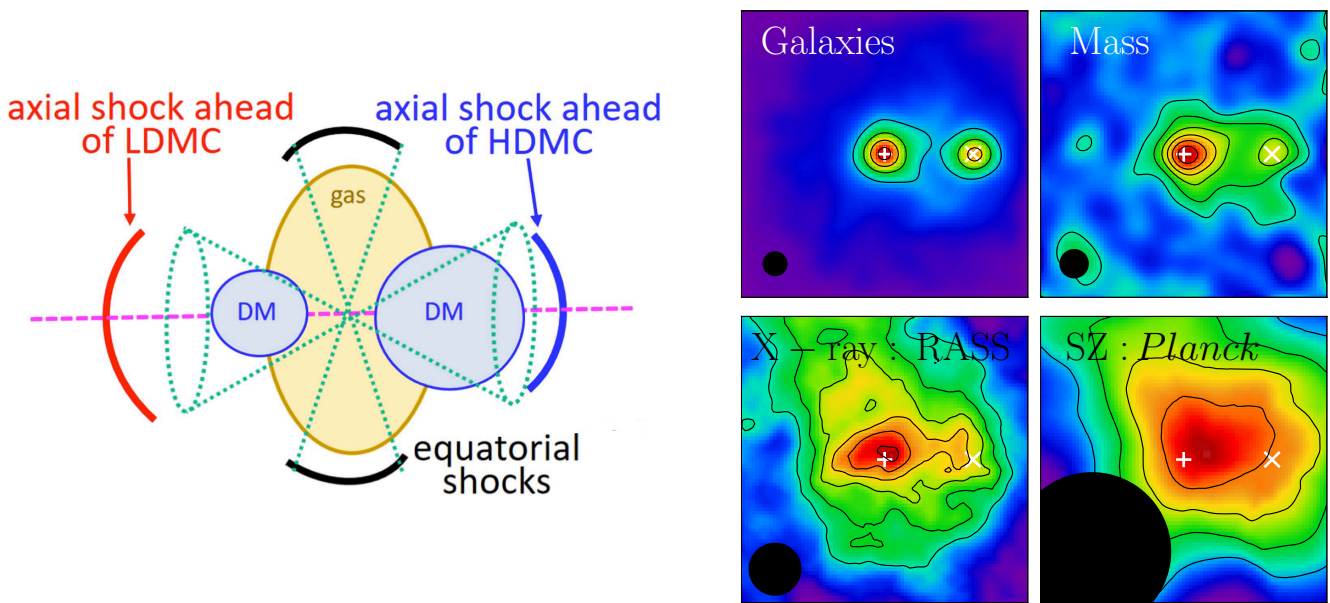 axial shock ahead
of LDMC
axial shock ahead
of HDMC
gas
DM
DM
equatorial
shocks
Galaxies
Mass
X – ray : RASS
SZ : Planck